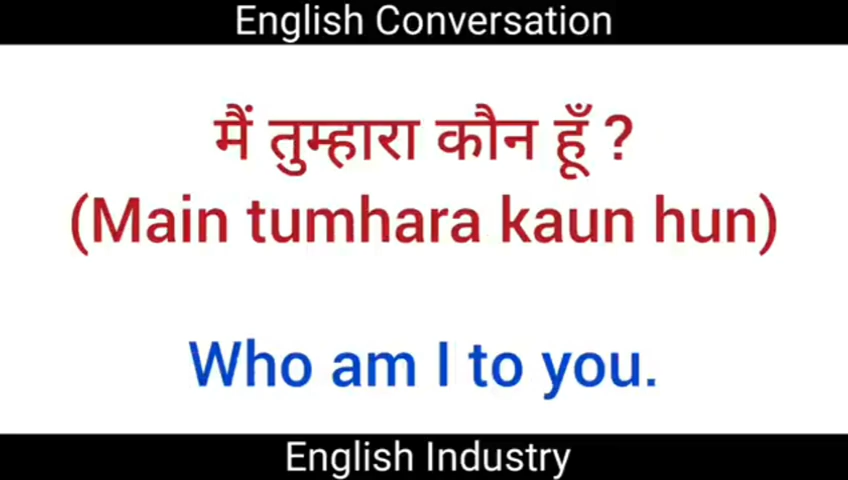 English Conversation
मैं तुम्हारा कौन हूँ ?
(Main tumhara kaun hun)
Who am I to you.
English Industry